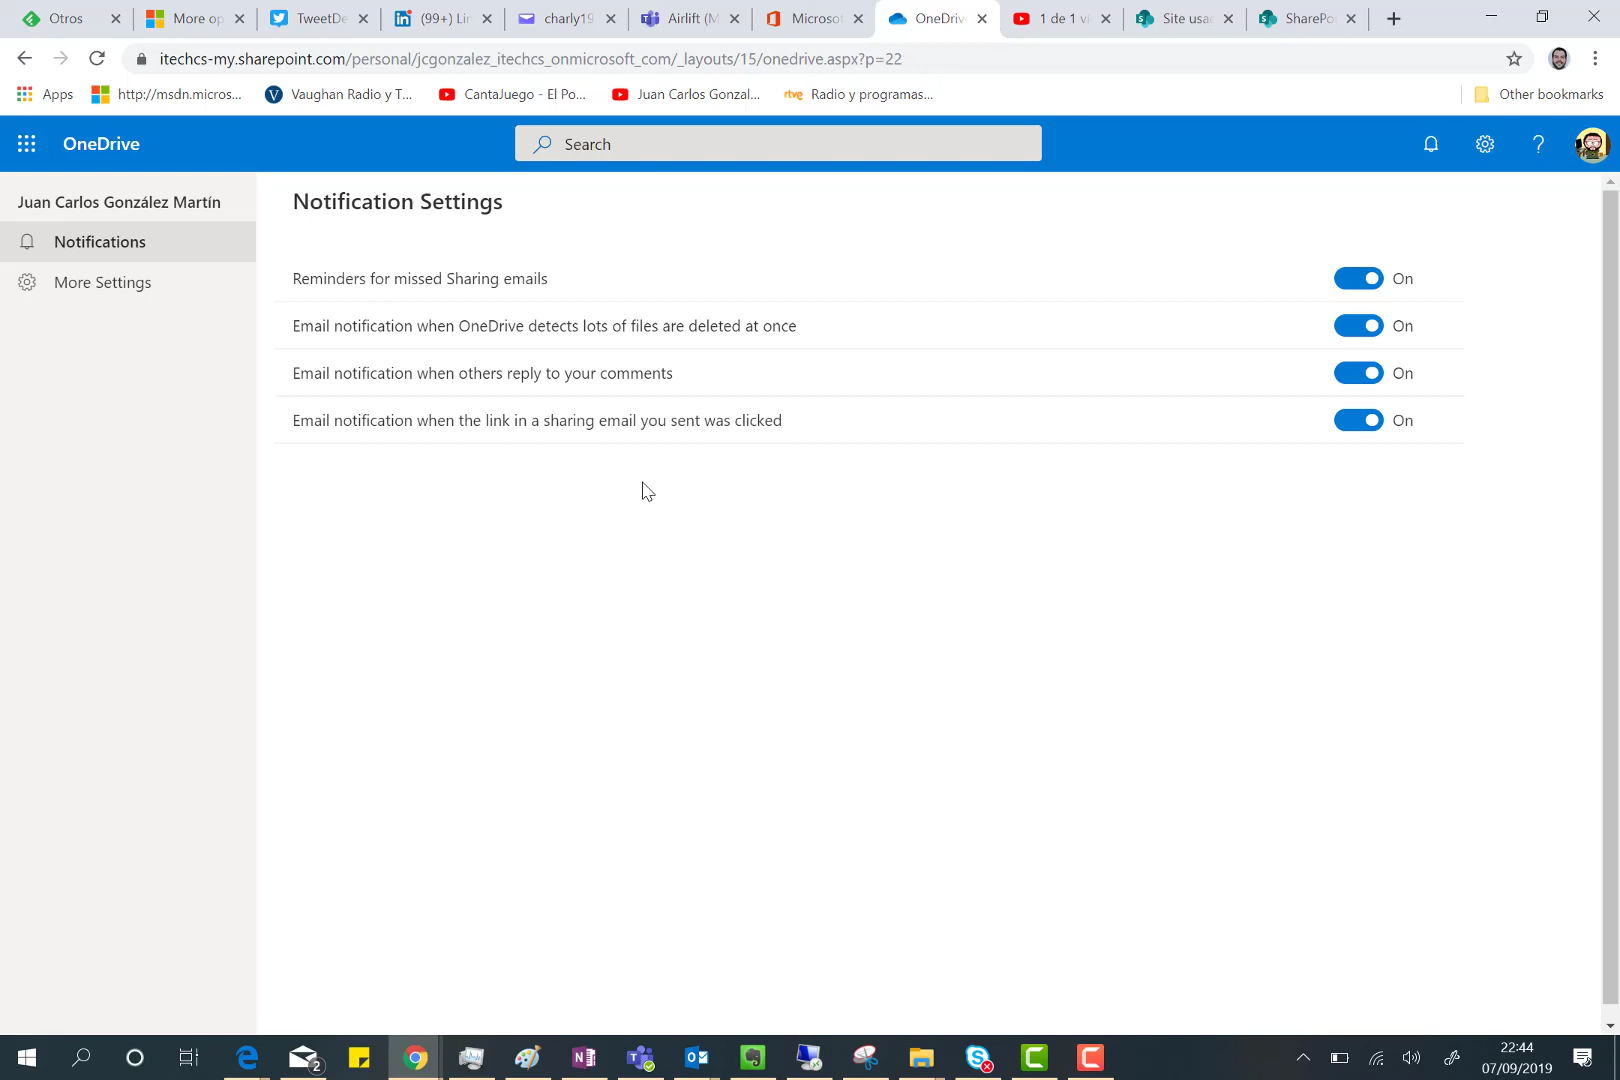 Otros
More op
TweetDe
(99+) Lin
charly19
Airlift (M
Microsof
OneDrive
1 de 1 vi
Site usag
SharePo
itechcs-my.sharepoint.com/personal/jcgonzalez_itechcs_onmicrosoft_com/_layouts/15/onedrive.aspx?p=22
Apps
http://msdn.micros...
Vaughan Radio y T...
CantaJuego - El Po...
Juan Carlos Gonzal...
rtve Radio y programas...
Other bookmarks
OneDrive
Search
Juan Carlos González Martín
Notifications
More Settings
Notification Settings
Reminders for missed Sharing emails On
Email notification when OneDrive detects lots of files are deleted at once On
Email notification when others reply to your comments On
Email notification when the link in a sharing email you sent was clicked On
2
22:44
07/09/2019